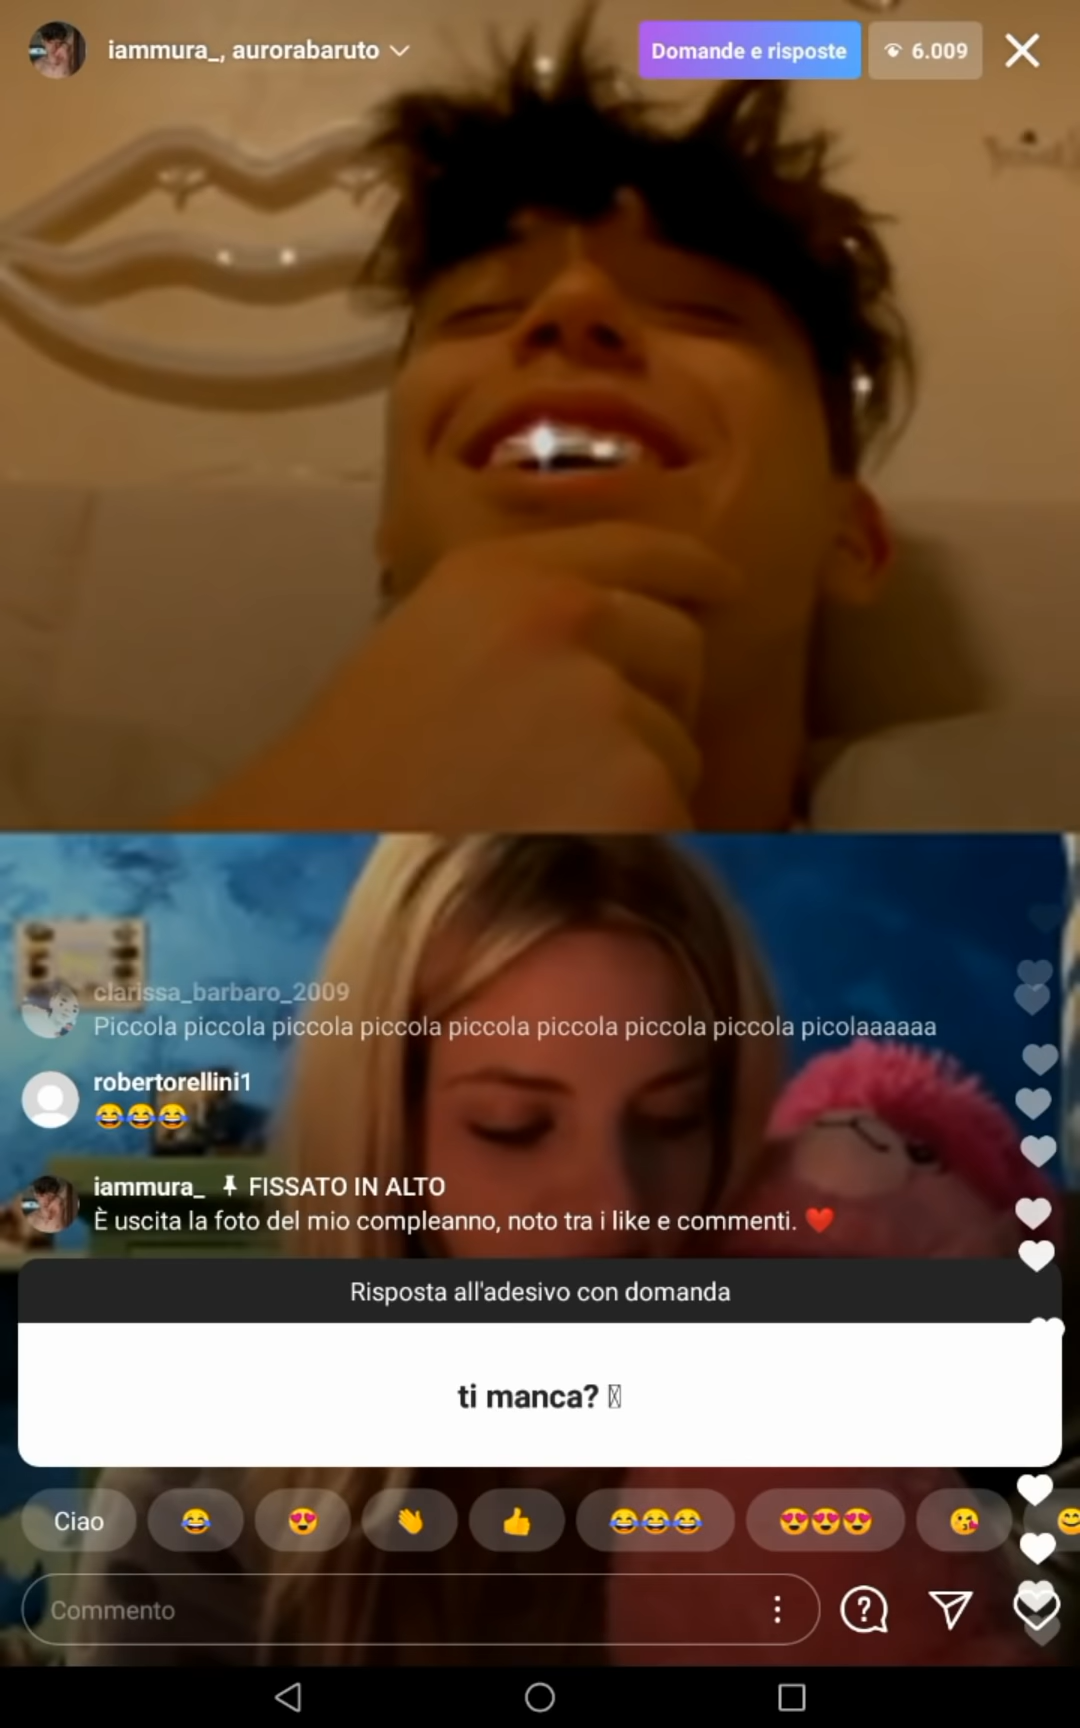 iammura_, aurorabaruto
Domande e risposte
6.009
clarissa_barbaro_2009
Piccola piccola piccola piccola piccola piccola piccola piccola picolaaaaaa
robertorellini1
😂😂😂
iammura_ 📌 FISSATO IN ALTO
È uscita la foto del mio compleanno, noto tra i like e commenti. ❤️
Risposta all'adesivo con domanda
ti manca?
Ciao 😂 😍 👋 👍 😂😂😂 😍😍😍 😘 😊
Commento